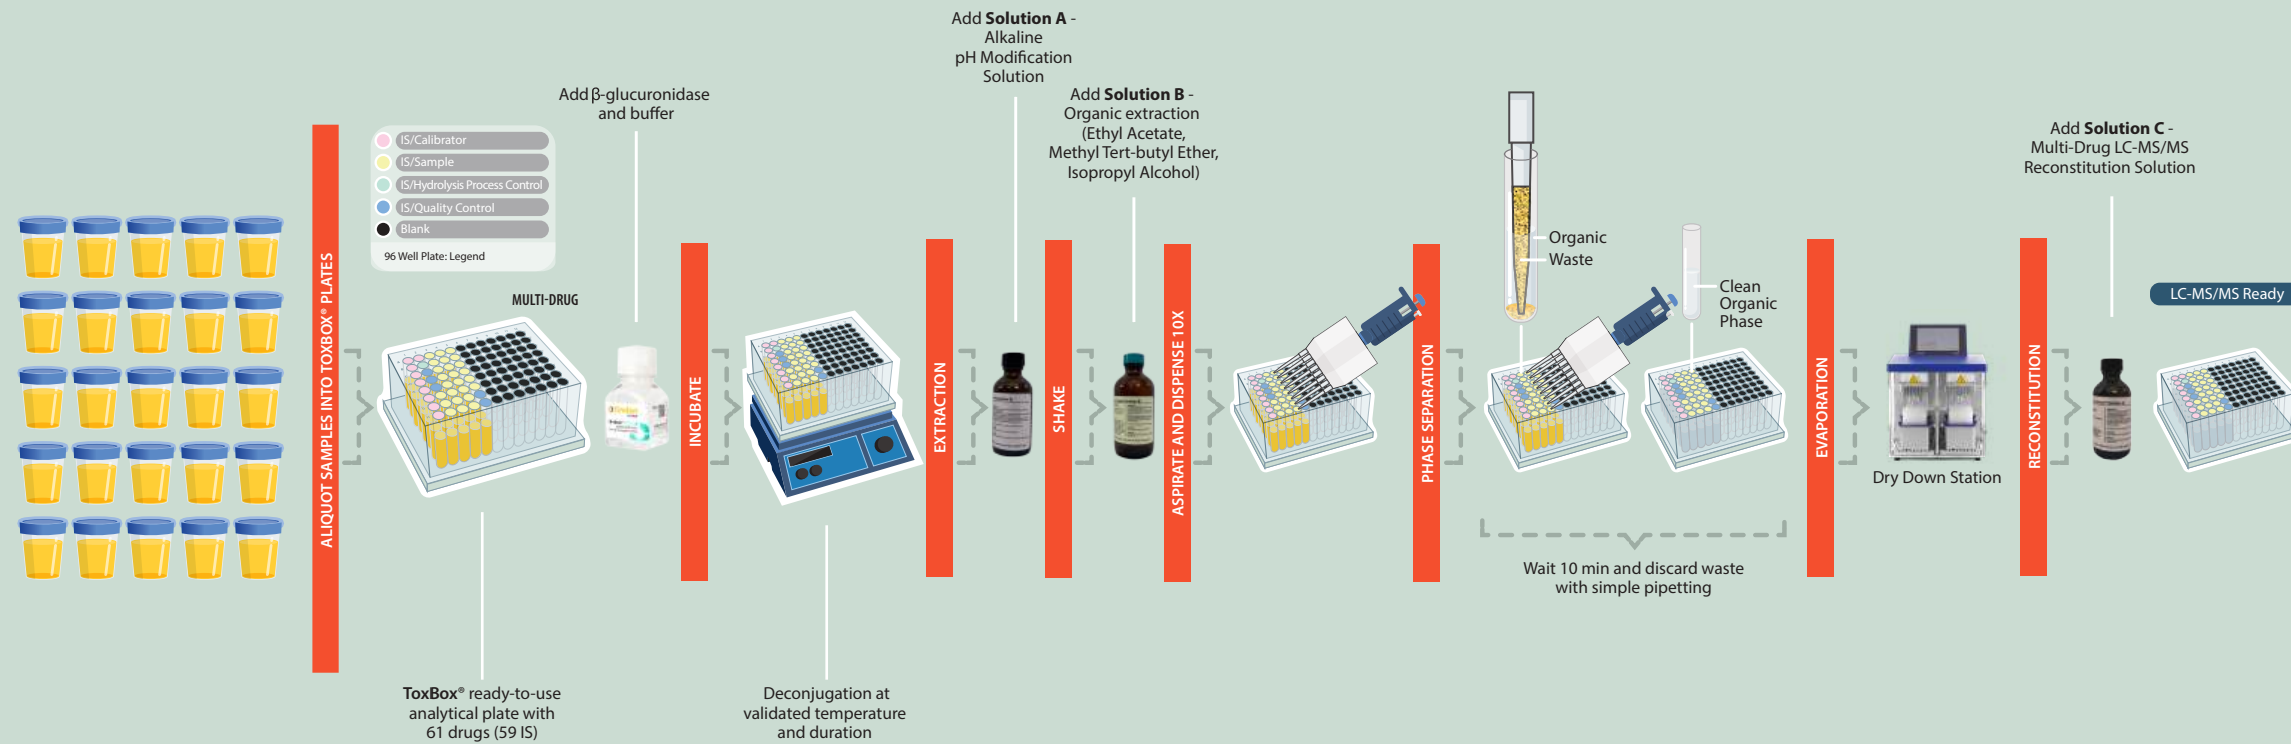 ALIQUOT SAMPLES INTO TOXBOX® PLATES
IS/Calibrator
IS/Sample
IS/Hydrolysis Process Control
IS/Quality Control
Blank
96 Well Plate: Legend
MULTI-DRUG
ToxBox® ready-to-use
analytical plate with
61 drugs (59 IS)
Add β-glucuronidase
and buffer
INCUBATE
Deconjugation at
validated temperature
and duration
EXTRACTION
Add Solution A -
Alkaline
pH Modification
Solution
SHAKE
Add Solution B -
Organic extraction
(Ethyl Acetate,
Methyl Tert-butyl Ether,
Isopropyl Alcohol)
ASPIRATE AND DISPENSE 10X
PHASE SEPARATION
Organic
Waste
Clean
Organic
Phase
Wait 10 min and discard waste
with simple pipetting
EVAPORATION
Dry Down Station
RECONSTITUTION
Add Solution C -
Multi-Drug LC-MS/MS
Reconstitution Solution
LC-MS/MS Ready